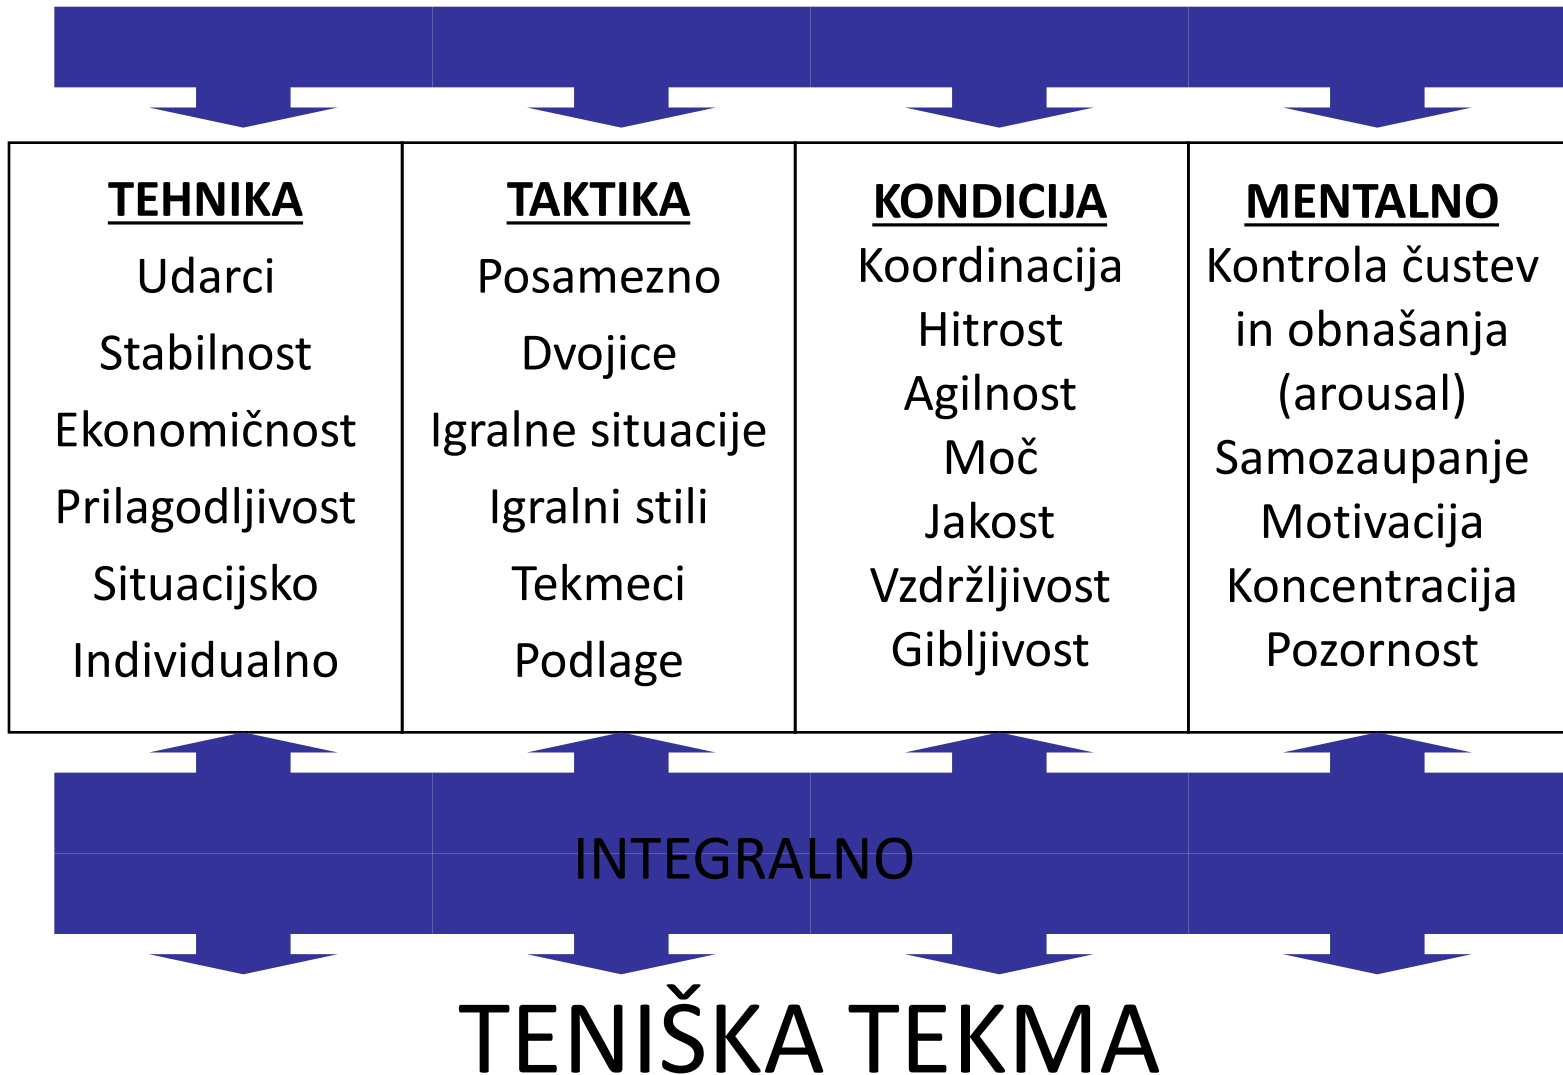 TEHNIKA
Udarci
Stabilnost
Ekonomičnost
Prilagodljivost
Situacijsko
Individualno
TAKTIKA
Posamezno
Dvojice
Igralne situacije
Igralni stili
Tekmeci
Podlage
KONDICIJA
Koordinacija
Hitrost
Agilnost
Moč
Jakost
Vzdržljivost
Gibljivost
MENTALNO
Kontrola čustev
in obnašanja
(arousal)
Samozaupanje
Motivacija
Koncentracija
Pozornost
INTEGRALNO
TENIŠKA TEKMA